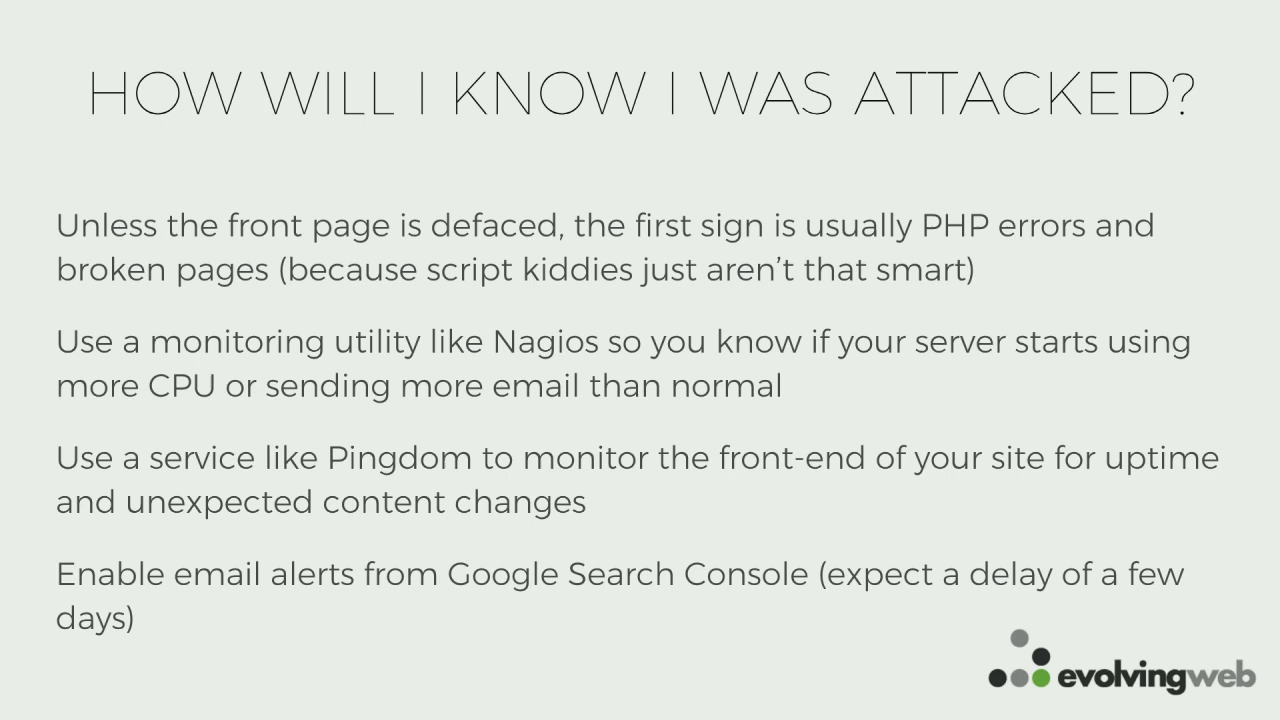 HOW WILL I KNOW I WAS ATTACKED?
Unless the front page is defaced, the first sign is usually PHP errors and
broken pages (because script kiddies just aren’t that smart)
Use a monitoring utility like Nagios so you know if your server starts using
more CPU or sending more email than normal
Use a service like Pingdom to monitor the front-end of your site for uptime
and unexpected content changes
Enable email alerts from Google Search Console (expect a delay of a few
days)
evolvingweb